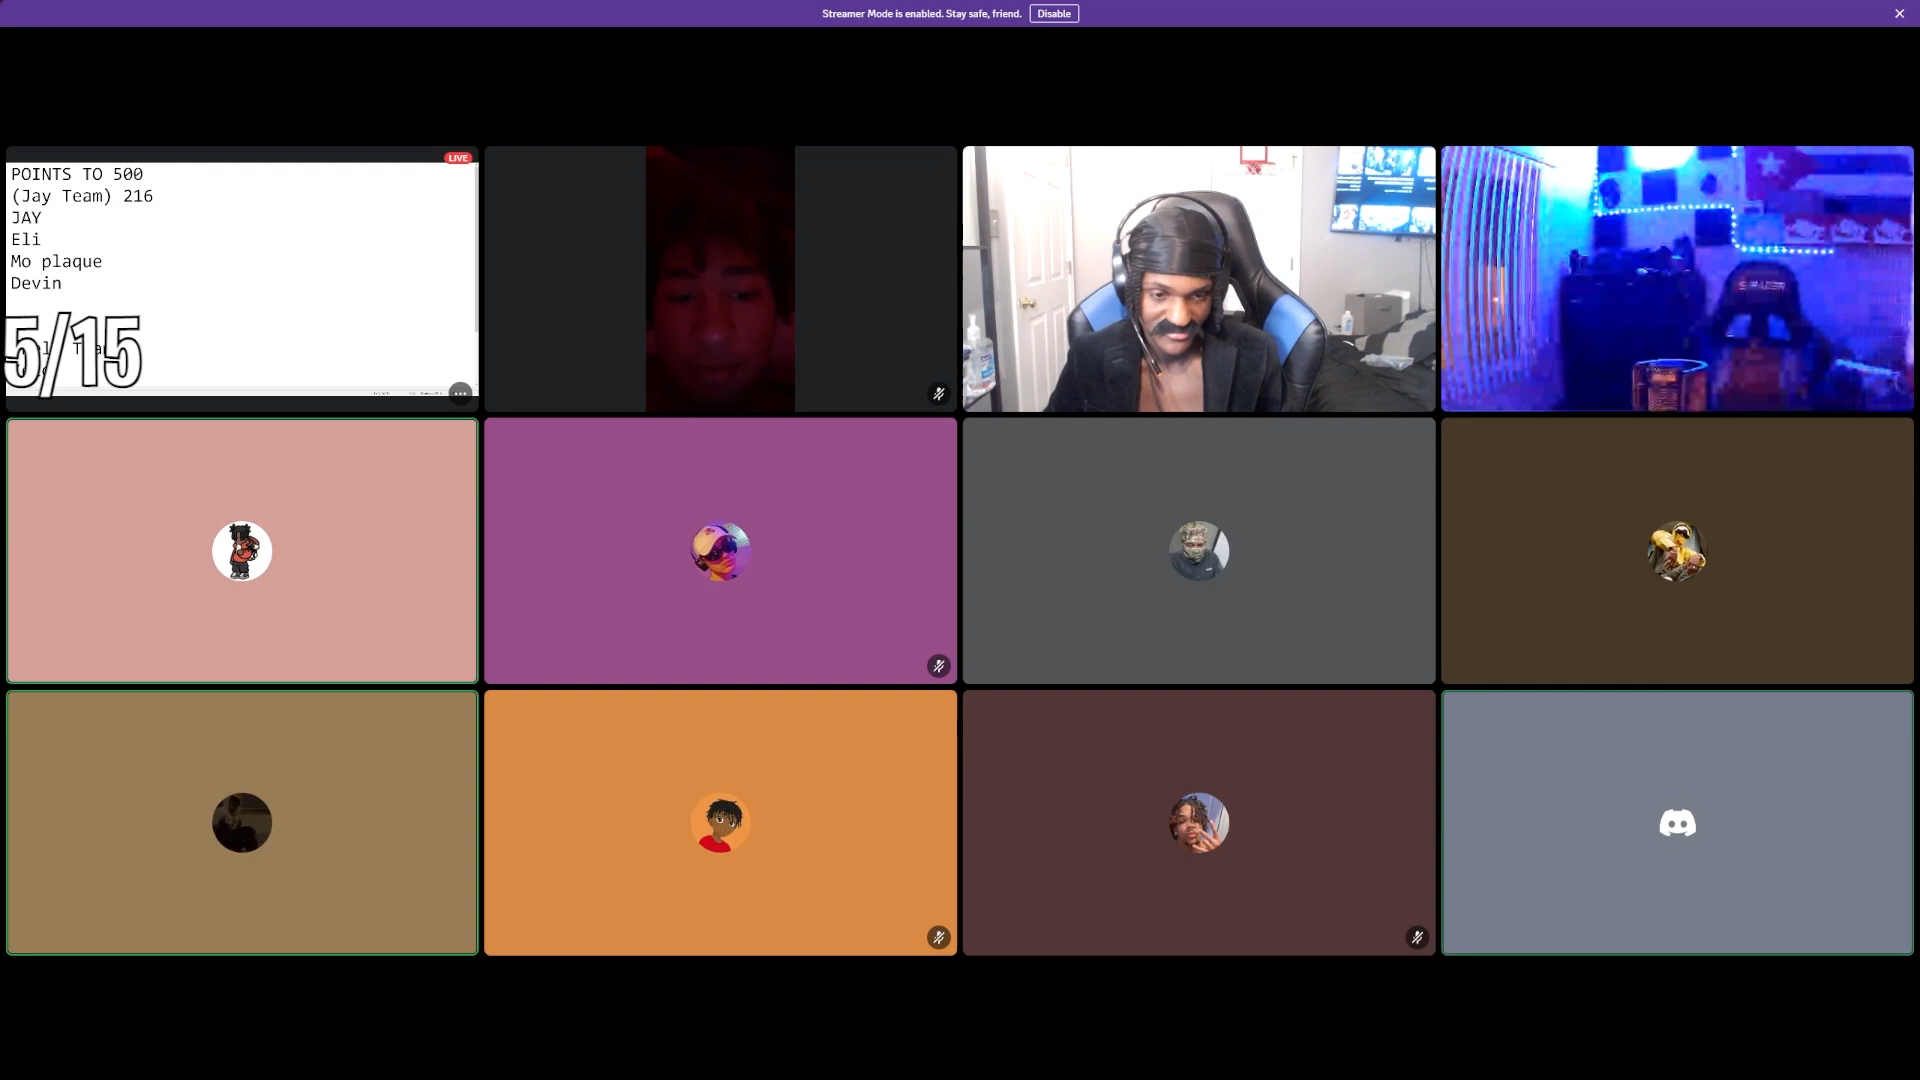 Streamer Mode is enabled. Stay safe, friend. Disable
LIVE
POINTS TO 500
(Jay Team) 216
JAY
Eli
Mo plaque
Devin
5/15